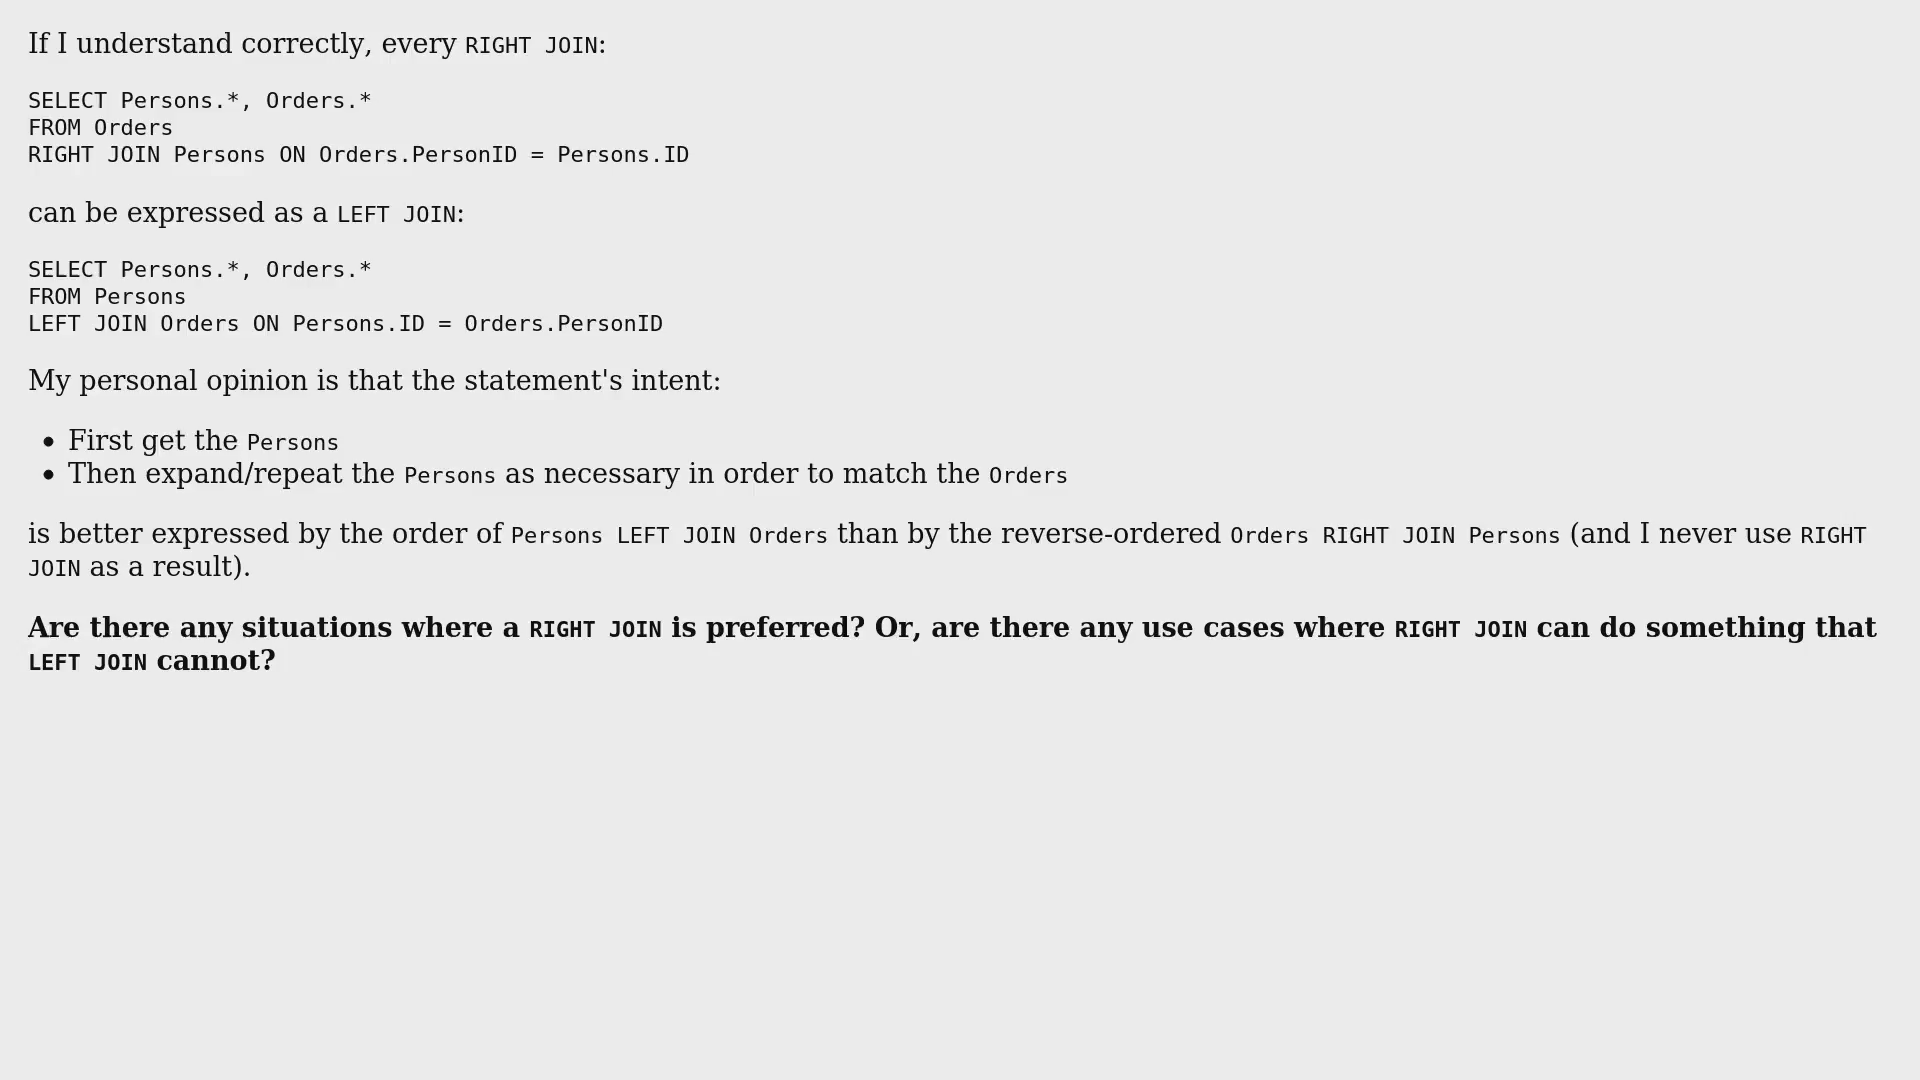 If I understand correctly, every RIGHT JOIN:
SELECT Persons.*, Orders.*
FROM Orders
RIGHT JOIN Persons ON Orders.PersonID = Persons.ID
can be expressed as a LEFT JOIN:
SELECT Persons.*, Orders.*
FROM Persons
LEFT JOIN Orders ON Persons.ID = Orders.PersonID
My personal opinion is that the statement's intent:
• First get the Persons
• Then expand/repeat the Persons as necessary in order to match the Orders
is better expressed by the order of Persons LEFT JOIN Orders than by the reverse-ordered Orders RIGHT JOIN Persons (and I never use RIGHT
JOIN as a result).
Are there any situations where a RIGHT JOIN is preferred? Or, are there any use cases where RIGHT JOIN can do something that
LEFT JOIN cannot?